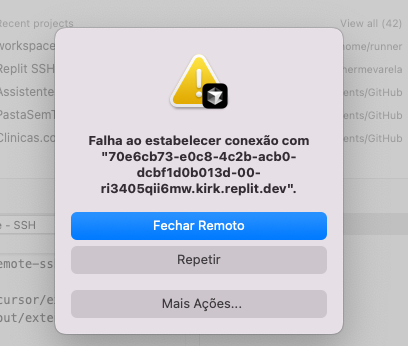 Recent projects
View all (42)
workspace
home/runner
Replit SSH
hermevarela
Assistente
ents/GitHub
PastaSemT
ents/GitHub
Clinicas.co
ents/GitHub
Falha ao estabelecer conexão com
"70e6cb73-e0c8-4c2b-acb0-
dcbf1d0b013d-00-
ri3405qii6mw.kirk.replit.dev".
e - SSH
Fechar Remoto
emote-ss
Repetir
cursor/e
out/exte
Mais Ações...